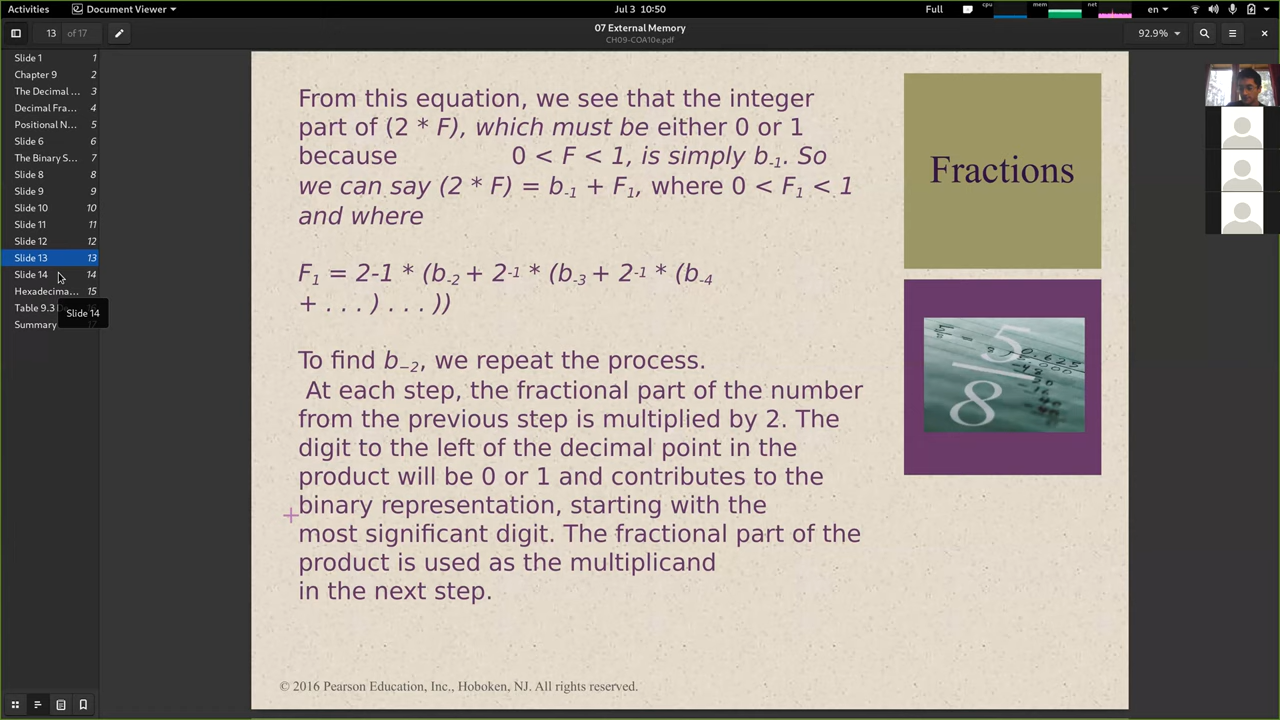 Activities
Document Viewer
Jul 3 10:50
Full
cpu
mem
net
en
13 of 17
07 External Memory
CH09-COA10e.pdf
92.9%
Slide 1 1
Chapter 9 2
The Decimal ... 3
Decimal Fra... 4
Positional N... 5
Slide 6 6
The Binary S... 7
Slide 8 8
Slide 9 9
Slide 10 10
Slide 11 11
Slide 12 12
Slide 13 13
Slide 14 14
Hexadecima... 15
Table 9.3 D
Slide 14
Summary
From this equation, we see that the integer
part of (2 * F), which must be either 0 or 1
because 0 < F < 1, is simply b-1. So
we can say (2 * F) = b-1 + F1, where 0 < F1 < 1
and where
F1 = 2-1 * (b-2 + 2-1 * (b-3 + 2-1 * (b-4
+ . . . ) . . . ))
To find b−2, we repeat the process.
At each step, the fractional part of the number
from the previous step is multiplied by 2. The
digit to the left of the decimal point in the
product will be 0 or 1 and contributes to the
+binary representation, starting with the
most significant digit. The fractional part of the
product is used as the multiplicand
in the next step.
Fractions
5
8
0.625
© 2016 Pearson Education, Inc., Hoboken, NJ. All rights reserved.